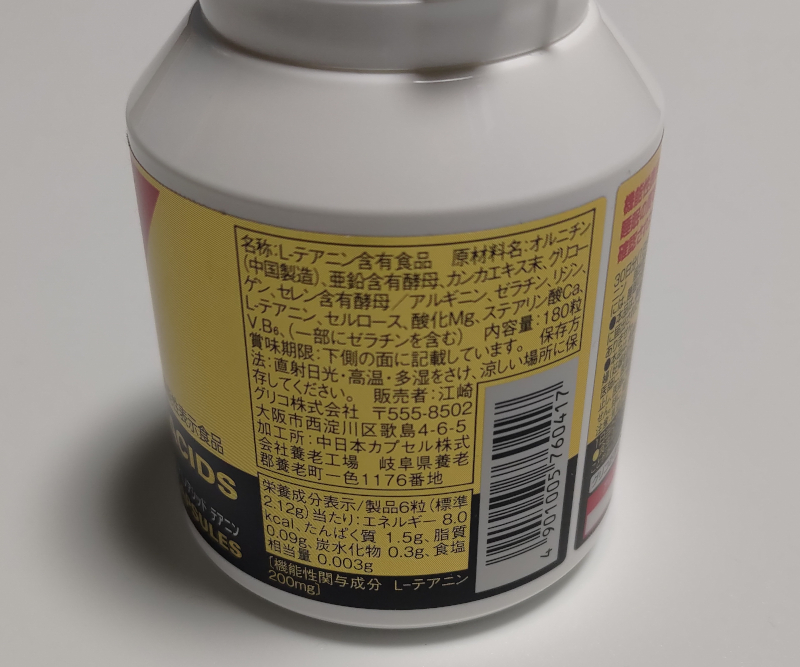 名称:L-テアニン含有食品　原材料名:オルニチン
(中国製造)、亜鉛含有酵母、カンカエキス末、グリコー
ゲン、セレン含有酵母／アルギニン、ゼラチン、リジン、
L-テアニン、セルロース、酸化Mg、ステアリン酸Ca、
V.B₆、(一部にゼラチンを含む)　内容量:180粒
賞味期限:下側の面に記載しています。　保存方
法:直射日光・高温・多湿をさけ、涼しい場所に保
存してください。　販売者:江崎
グリコ株式会社　〒555-8502
大阪市西淀川区歌島4-6-5
加工所:中日本カプセル株式
会社養老工場　岐阜県養老
郡養老町一色1176番地
栄養成分表示/製品6粒(標準
2.12g)当たり:エネルギー 8.0
kcal、たんぱく質 1.5g、脂質
0.09g、炭水化物 0.3g、食塩
相当量 0.003g
[機能性関与成分　L-テアニン
200mg]
4 901005 760417
表示食品
CIDS
テアニン
SULES
30日